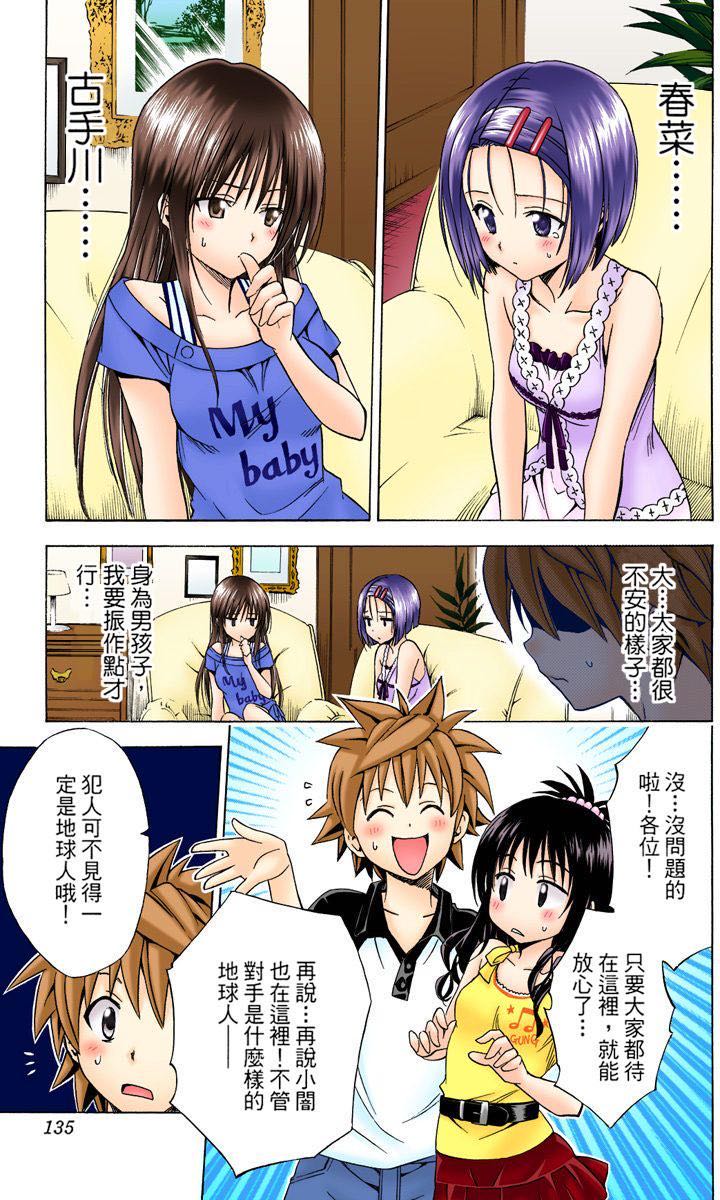 春菜……
古手川……
My
baby
大…大家都很
不安的樣子…
身為男孩子，
我要振作點才
行…
My
baby
沒…沒問題的
啦！各位！
只要大家都待
在這裡，就能
放心了…
GUNG
再說…再說小闇
也在這裡！不管
對手是什麼樣的
地球人—
犯人可不見得一
定是地球人哦！
135